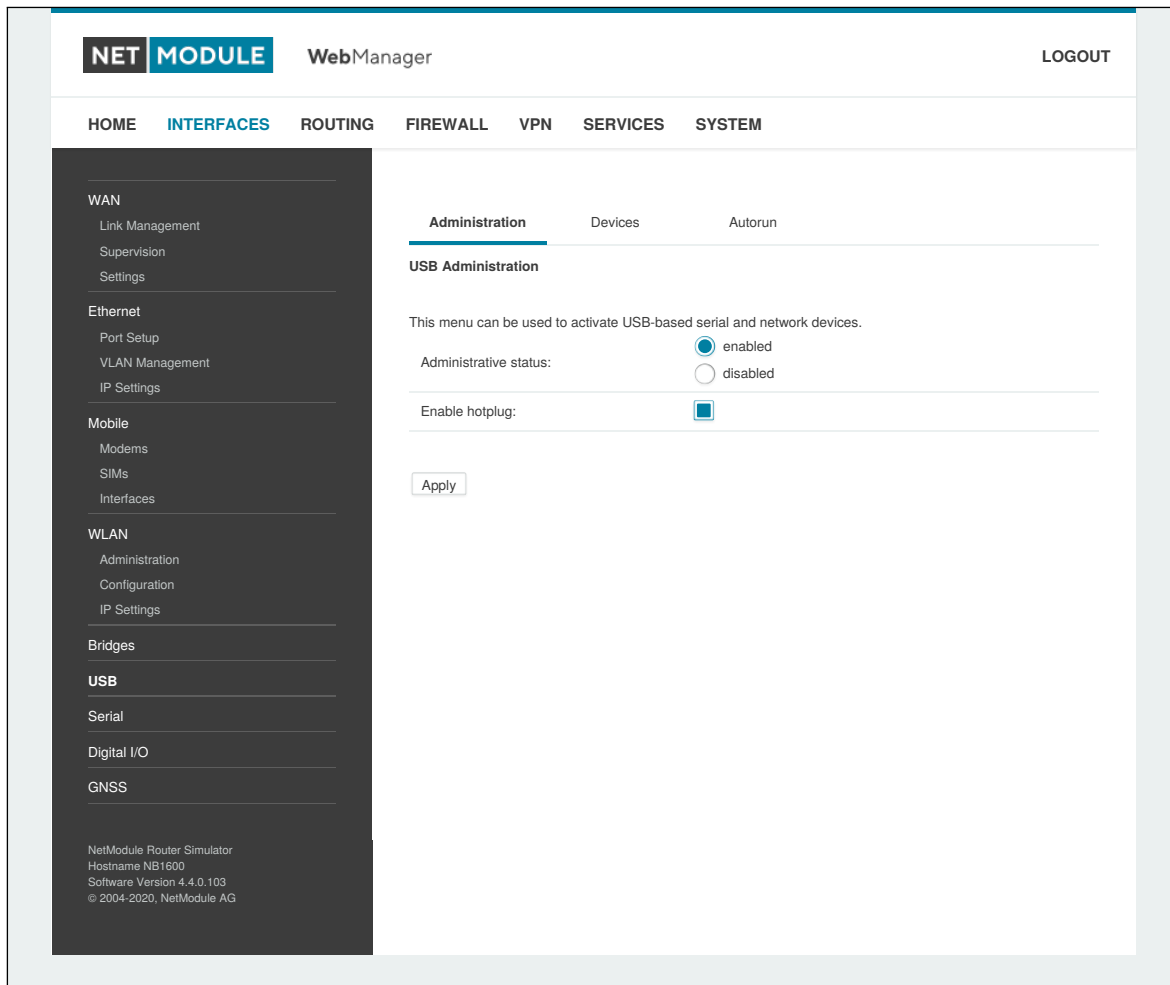 NET MODULE WebManager LOGOUT
HOME INTERFACES ROUTING FIREWALL VPN SERVICES SYSTEM
WAN
Link Management
Supervision
Settings
Ethernet
Port Setup
VLAN Management
IP Settings
Mobile
Modems
SIMs
Interfaces
WLAN
Administration
Configuration
IP Settings
Bridges
USB
Serial
Digital I/O
GNSS
NetModule Router Simulator
Hostname NB1600
Software Version 4.4.0.103
© 2004-2020, NetModule AG
Administration Devices Autorun
USB Administration
This menu can be used to activate USB-based serial and network devices.
Administrative status:
enabled
disabled
Enable hotplug:
Apply